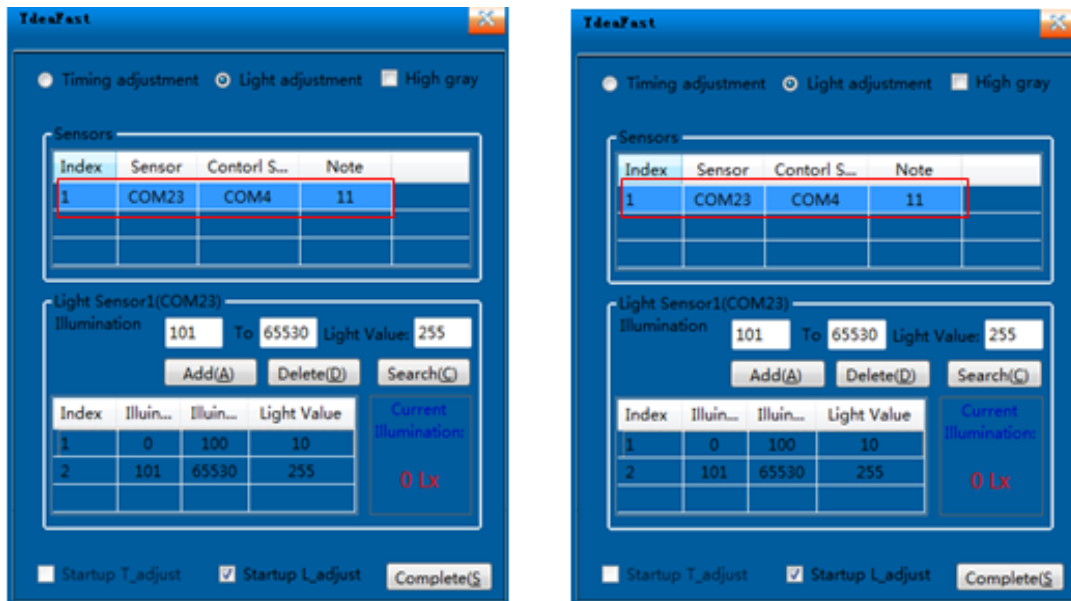 TdeaFast
Timing adjustment Light adjustment High gray
Sensors
Index Sensor Contorl S... Note
1 COM23 COM4 11
Light Sensor1(COM23)
Illumination 101 To 65530 Light Value: 255
Add(A) Delete(D) Search(C)
Index Illuin... Illuin... Light Value
1 0 100 10
2 101 65530 255
Current
Illumination:
0 Lx
Startup T_adjust Startup L_adjust Complete(S
TdeaFast
Timing adjustment Light adjustment High gray
Sensors
Index Sensor Contorl S... Note
1 COM23 COM4 11
Light Sensor1(COM23)
Illumination 101 To 65530 Light Value: 255
Add(A) Delete(D) Search(C)
Index Illuin... Illuin... Light Value
1 0 100 10
2 101 65530 255
Current
Illumination:
0 Lx
Startup T_adjust Startup L_adjust Complete(S